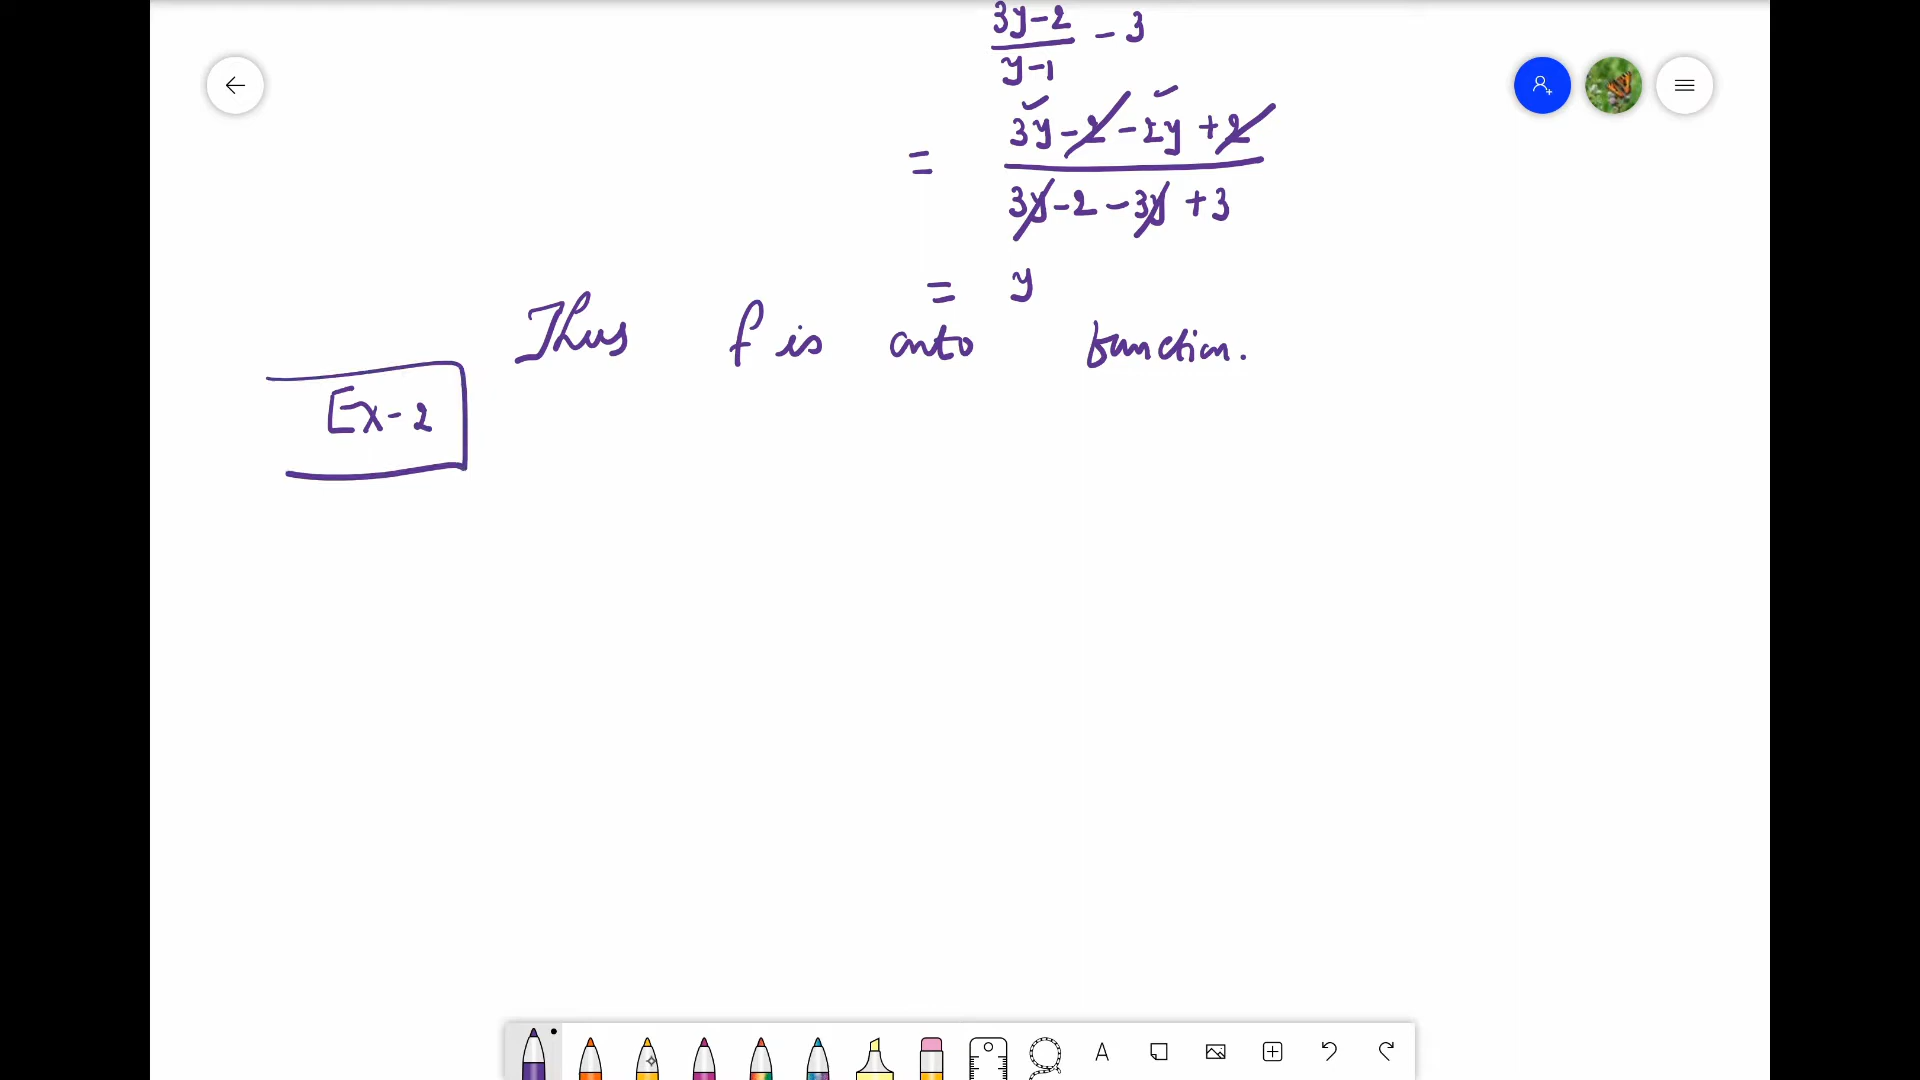 3y-2
――― - 3
y-1
= 3y-2-2y+2
――――――
3y-2-3y+3
= y
Thus f is onto function.
Ex-2
A